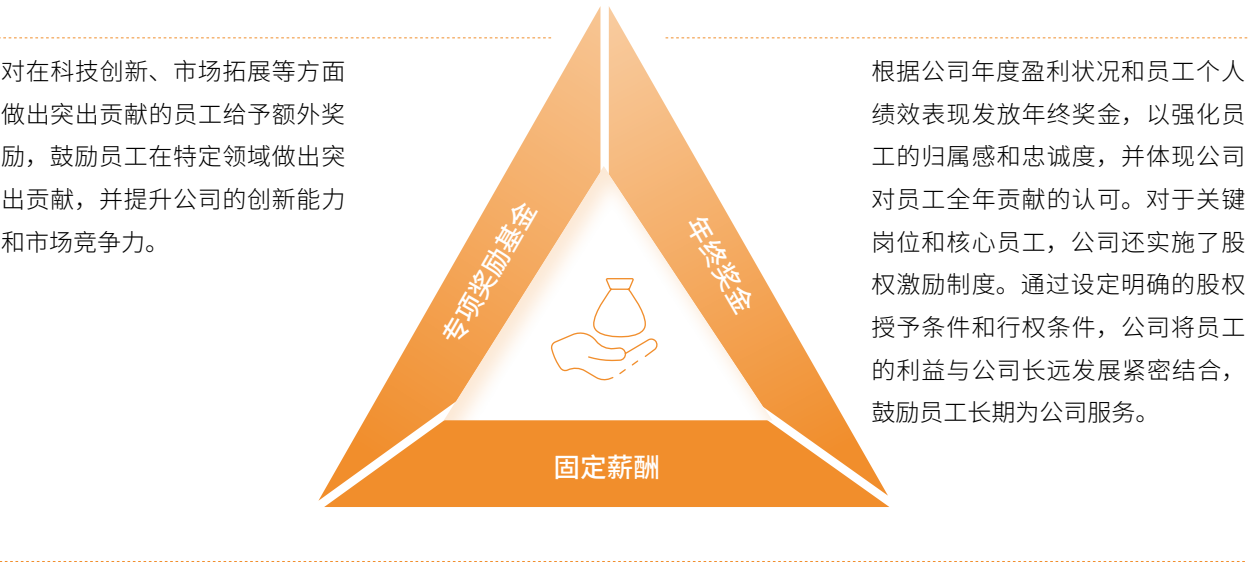 对在科技创新、市场拓展等方面
做出突出贡献的员工给予额外奖
励，鼓励员工在特定领域做出突
出贡献，并提升公司的创新能力
和市场竞争力。
专项奖励基金
年终奖金
固定薪酬
根据公司年度盈利状况和员工个人
绩效表现发放年终奖金，以强化员
工的归属感和忠诚度，并体现公司
对员工全年贡献的认可。对于关键
岗位和核心员工，公司还实施了股
权激励制度。通过设定明确的股权
授予条件和行权条件，公司将员工
的利益与公司长远发展紧密结合，
鼓励员工长期为公司服务。